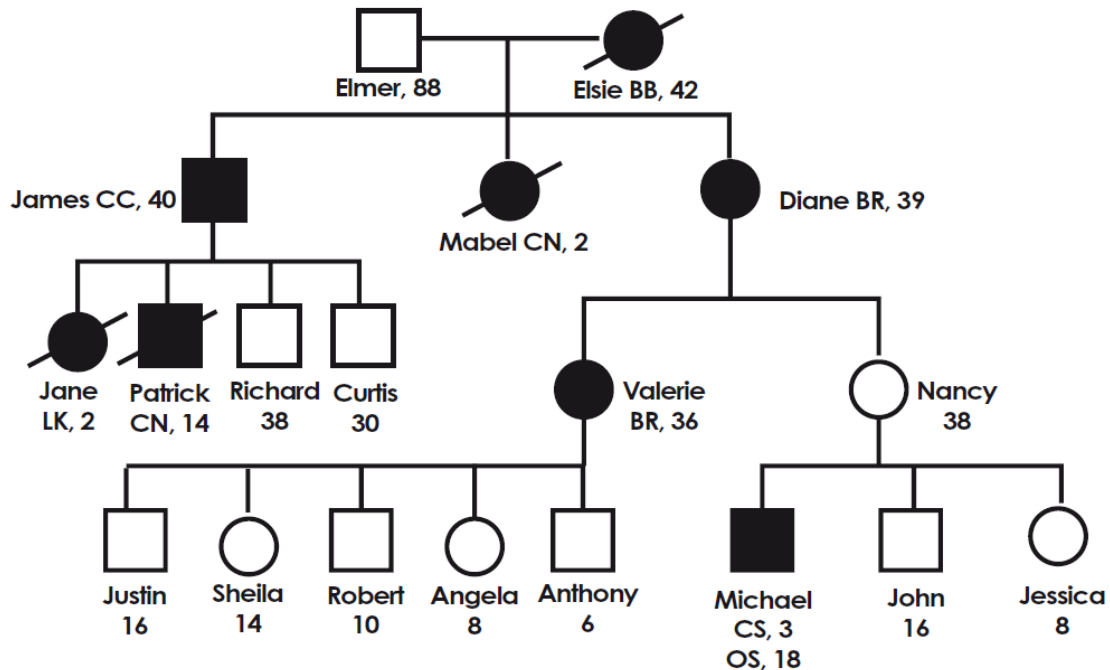 Elmer, 88
Elsie BB, 42
James CC, 40
Mabel CN, 2
Diane BR, 39
Jane
LK, 2
Patrick
CN, 14
Richard
38
Curtis
30
Valerie
BR, 36
Nancy
38
Justin
16
Sheila
14
Robert
10
Angela
8
Anthony
6
Michael
CS, 3
OS, 18
John
16
Jessica
8